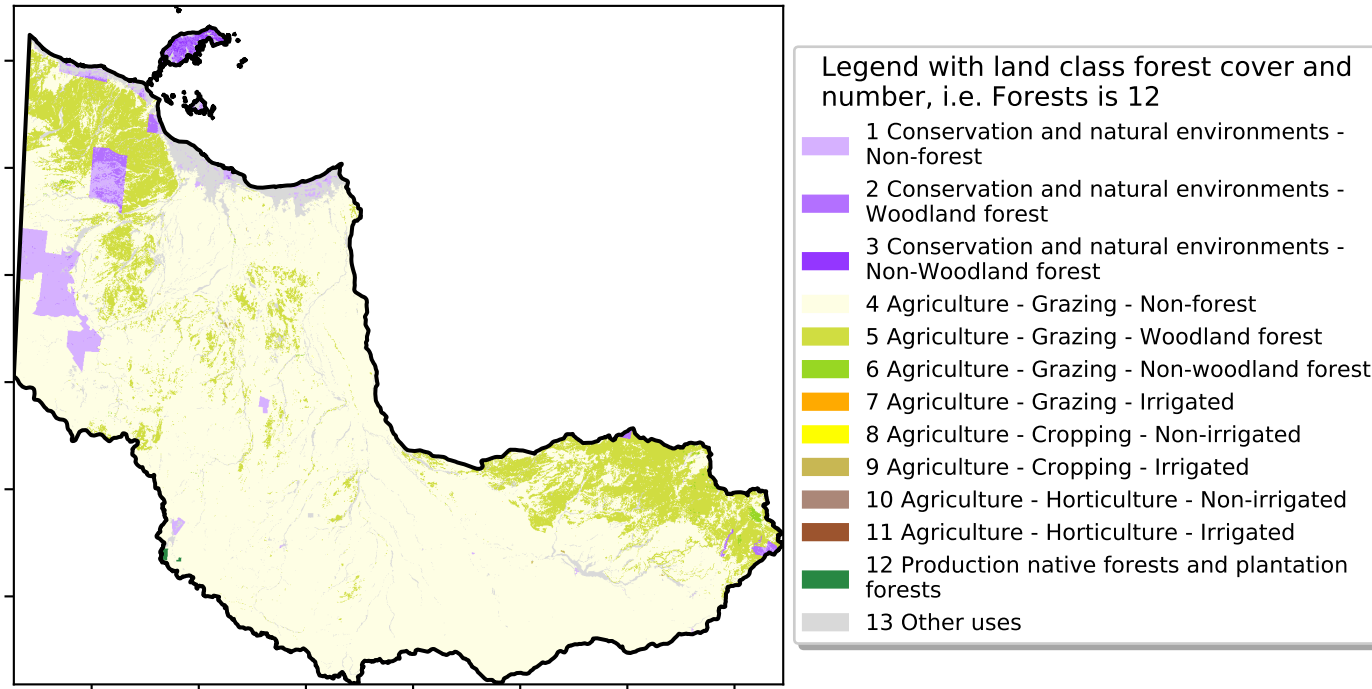 Legend with land class forest cover and
number, i.e. Forests is 12
1 Conservation and natural environments -
Non-forest
2 Conservation and natural environments -
Woodland forest
3 Conservation and natural environments -
Non-Woodland forest
4 Agriculture - Grazing - Non-forest
5 Agriculture - Grazing - Woodland forest
6 Agriculture - Grazing - Non-woodland forest
7 Agriculture - Grazing - Irrigated
8 Agriculture - Cropping - Non-irrigated
9 Agriculture - Cropping - Irrigated
10 Agriculture - Horticulture - Non-irrigated
11 Agriculture - Horticulture - Irrigated
12 Production native forests and plantation
forests
13 Other uses